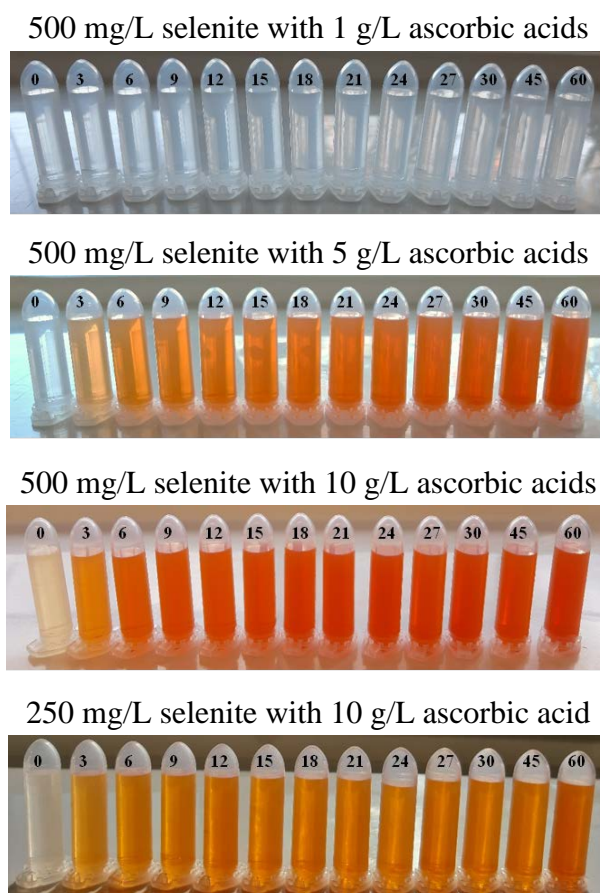 500 mg/L selenite with 1 g/L ascorbic acids
0 3 6 9 12 15 18 21 24 27 30 45 60
500 mg/L selenite with 5 g/L ascorbic acids
0 3 6 9 12 15 18 21 24 27 30 45 60
500 mg/L selenite with 10 g/L ascorbic acids
0 3 6 9 12 15 18 21 24 27 30 45 60
250 mg/L selenite with 10 g/L ascorbic acid
0 3 6 9 12 15 18 21 24 27 30 45 60